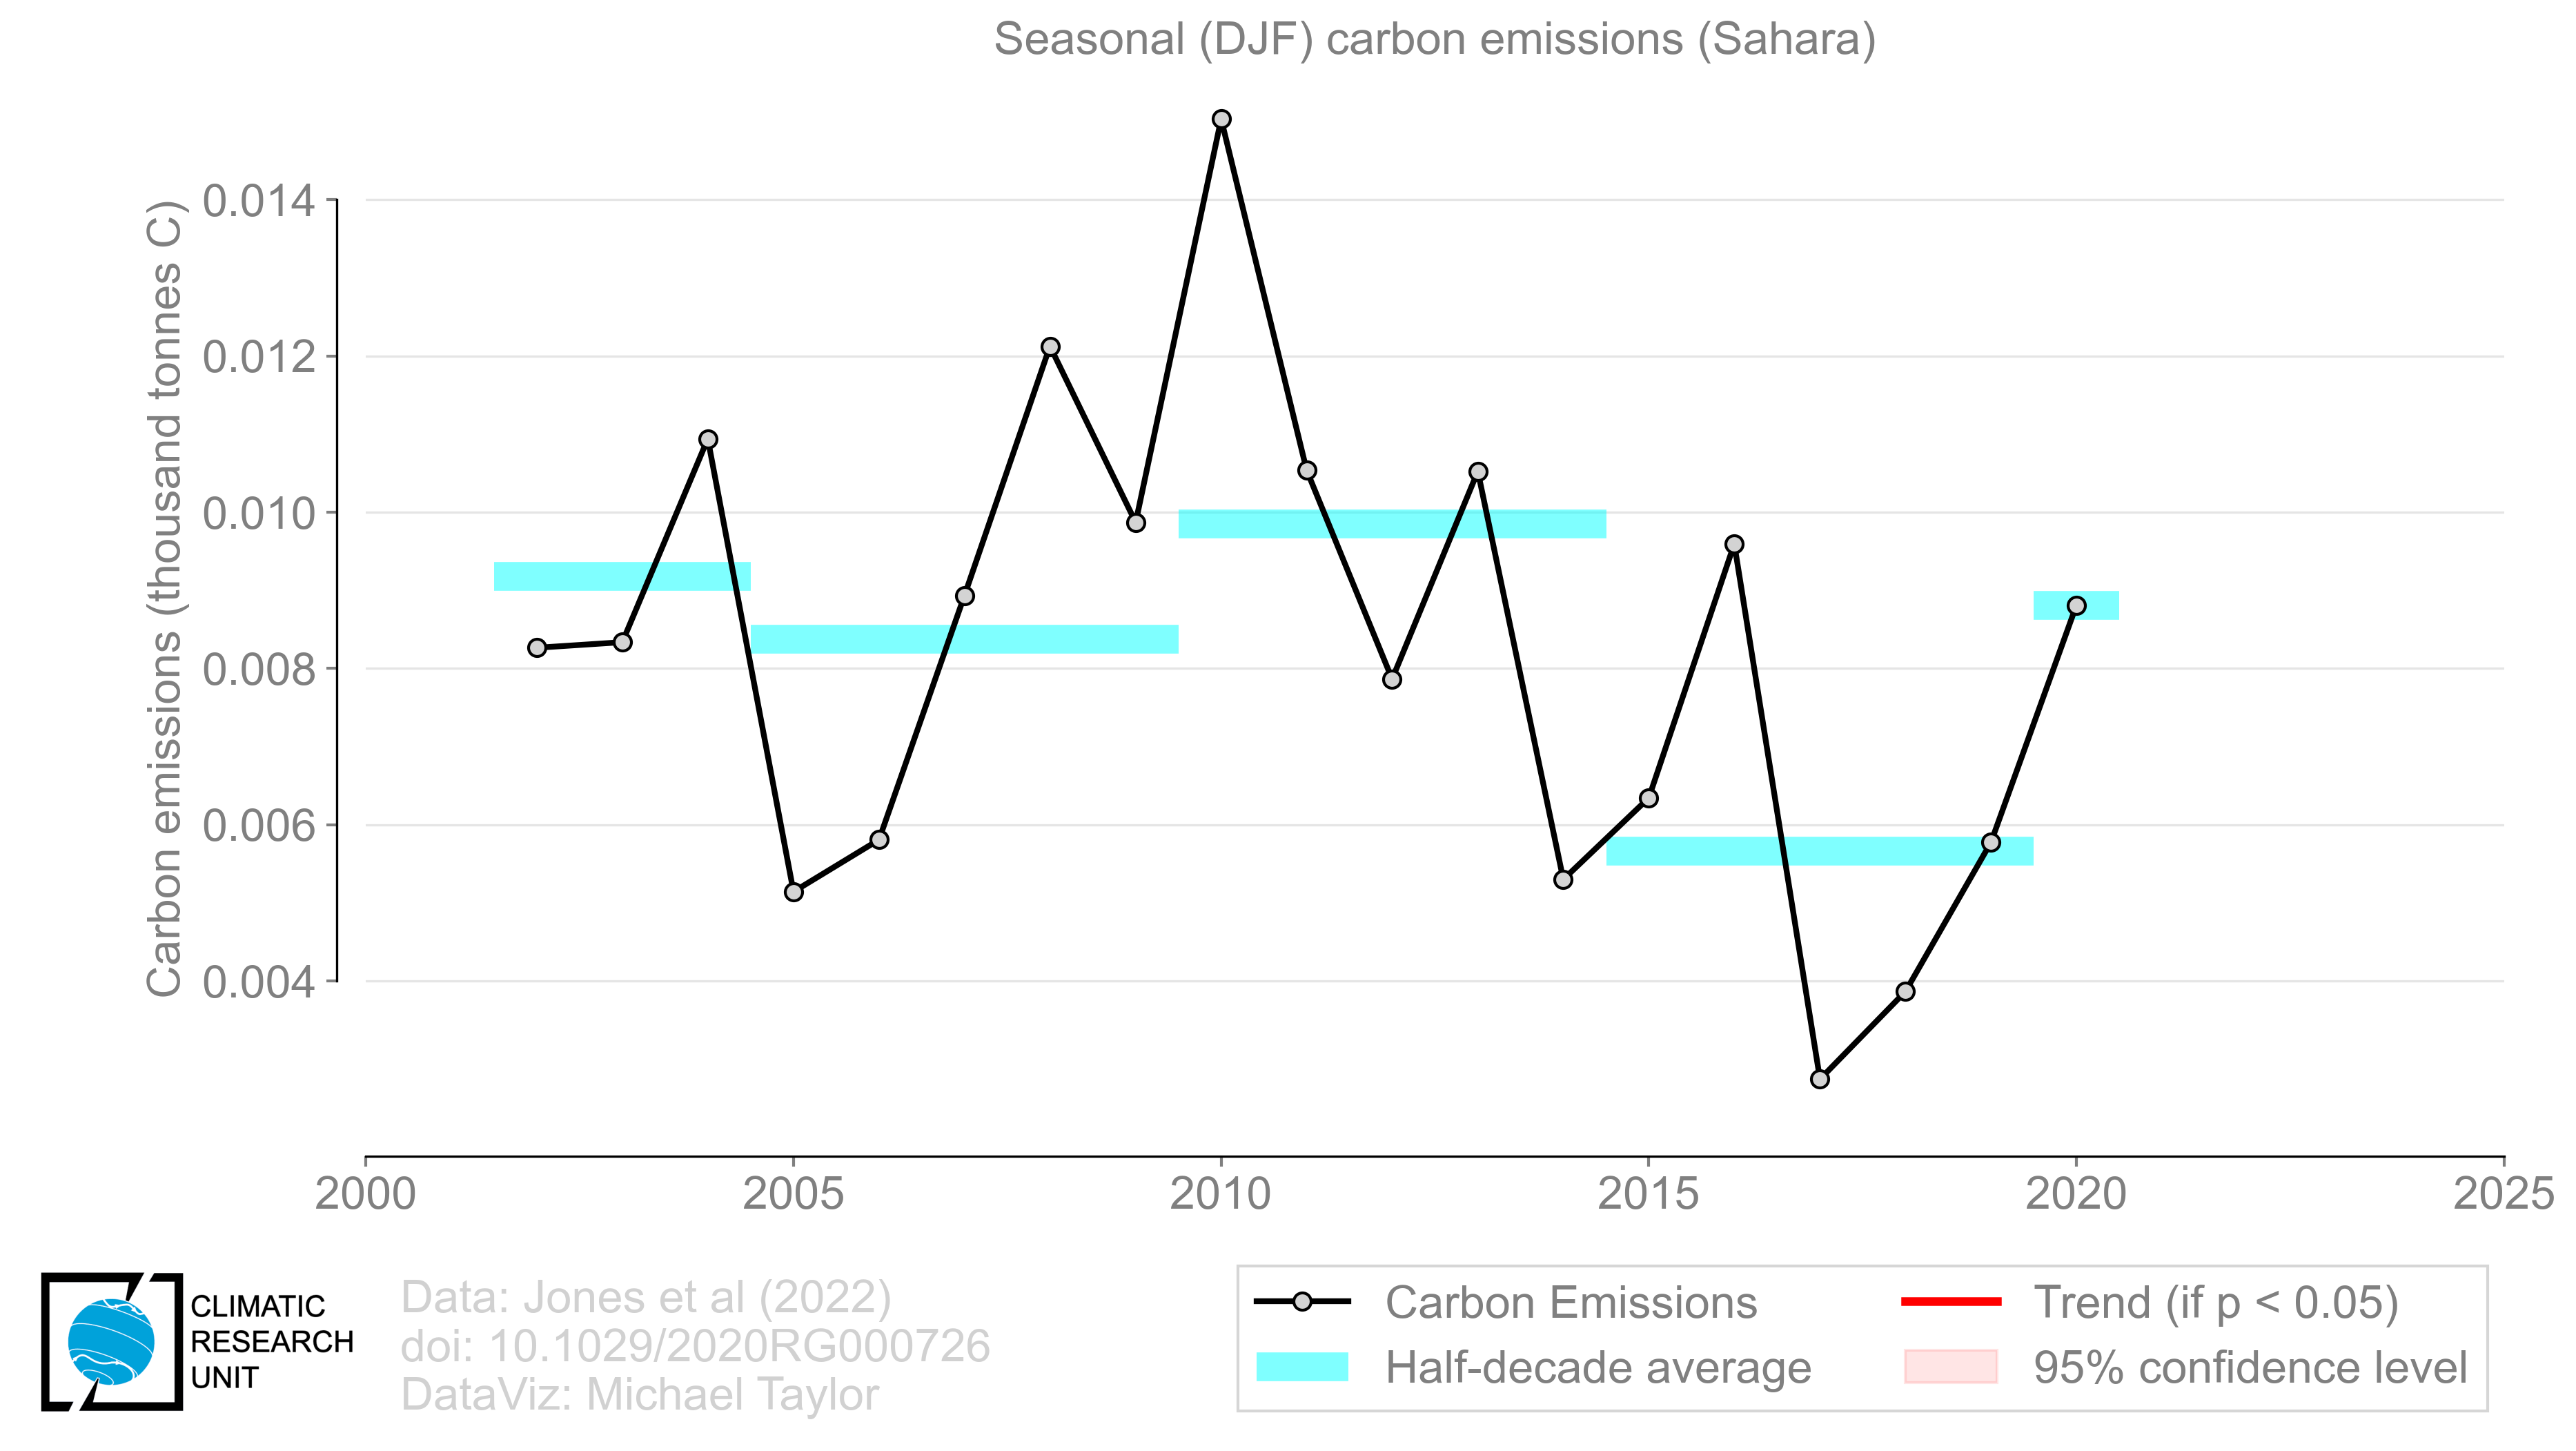 Seasonal (DJF) carbon emissions (Sahara)
Carbon emissions (thousand tonnes C)
0.014
0.012
0.010
0.008
0.006
0.004
2000 2005 2010 2015 2020 2025
CLIMATIC
RESEARCH
UNIT
Data: Jones et al (2022)
doi: 10.1029/2020RG000726
DataViz: Michael Taylor
Carbon Emissions
Half-decade average
Trend (if p < 0.05)
95% confidence level